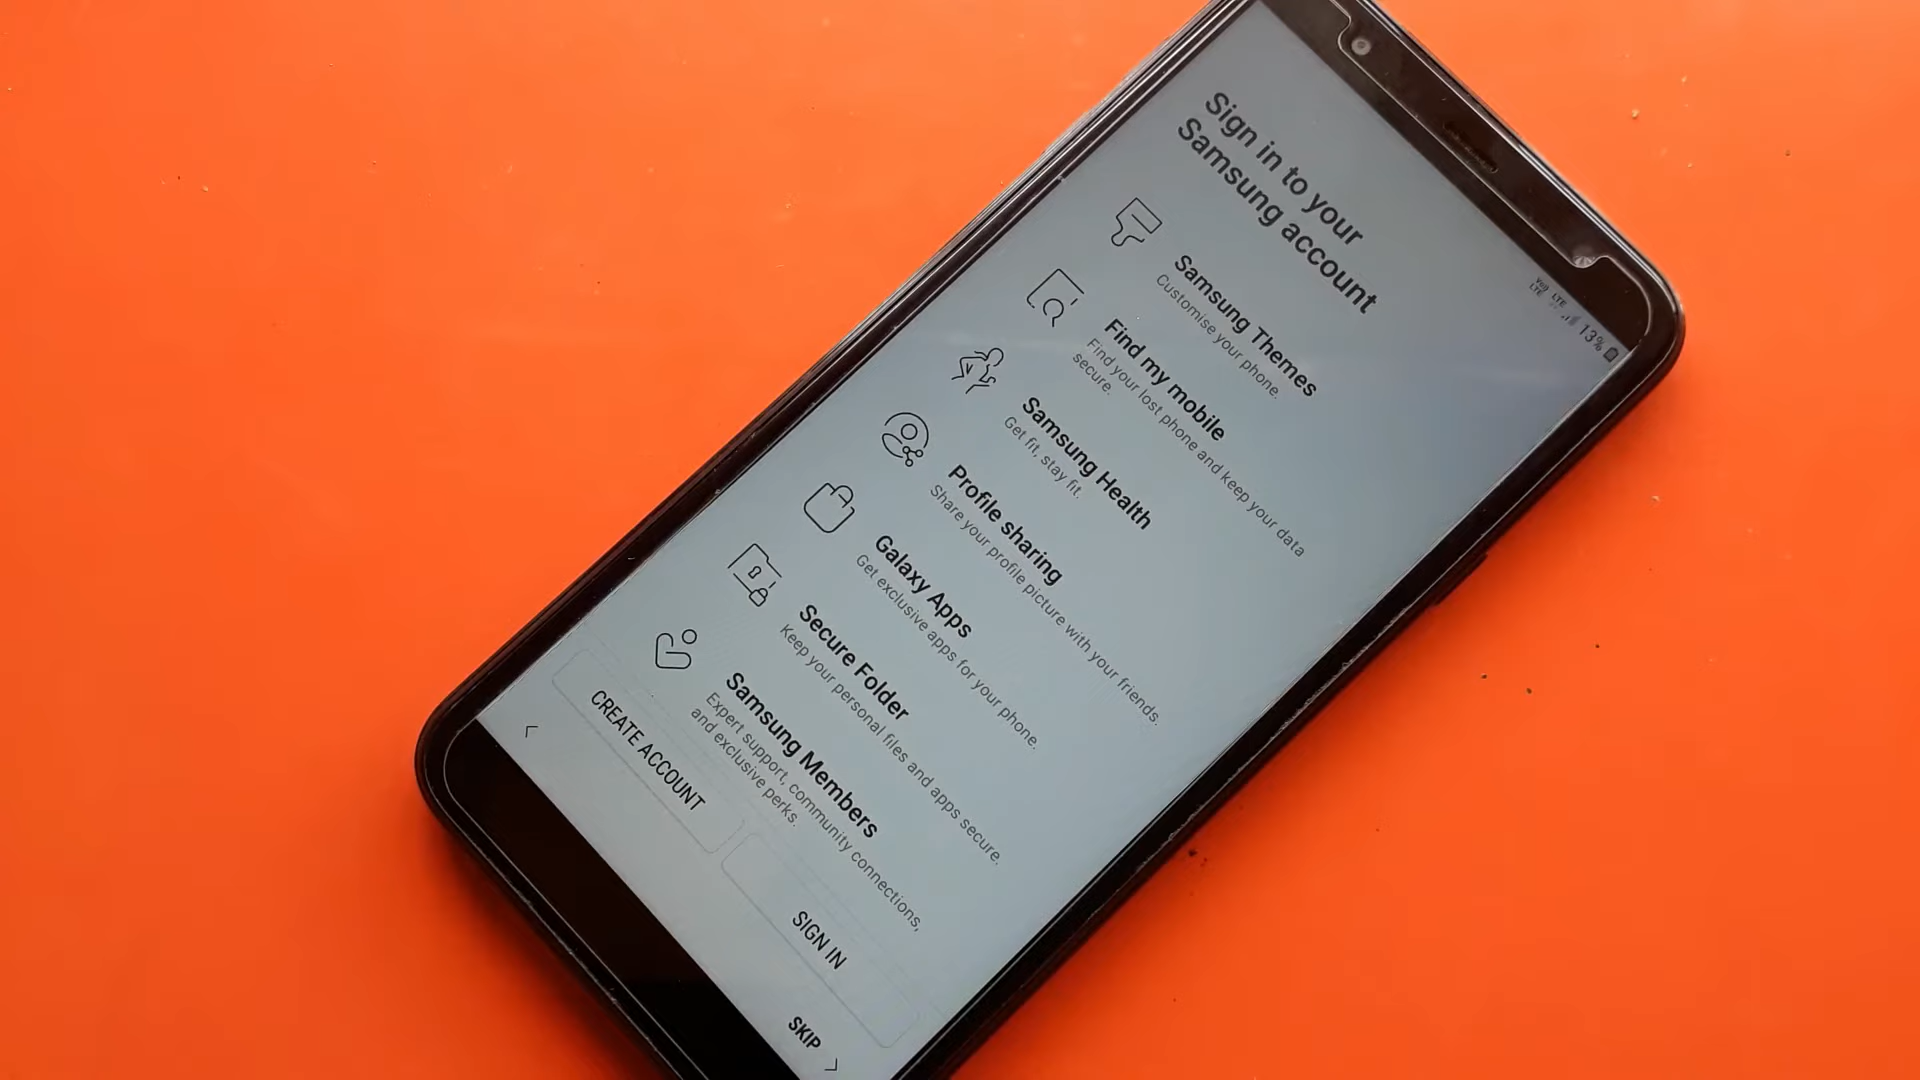 VoLTE LTE 13%
Sign in to your
Samsung account
Samsung Themes
Customise your phone.
Find my mobile
Find your lost phone and keep your data
secure.
Samsung Health
Get fit, stay fit.
Profile sharing
Share your profile picture with your friends.
Galaxy Apps
Get exclusive apps for your phone.
Secure Folder
Keep your personal files and apps secure.
Samsung Members
Expert support, community connections,
and exclusive perks.
CREATE ACCOUNT
SIGN IN
SKIP